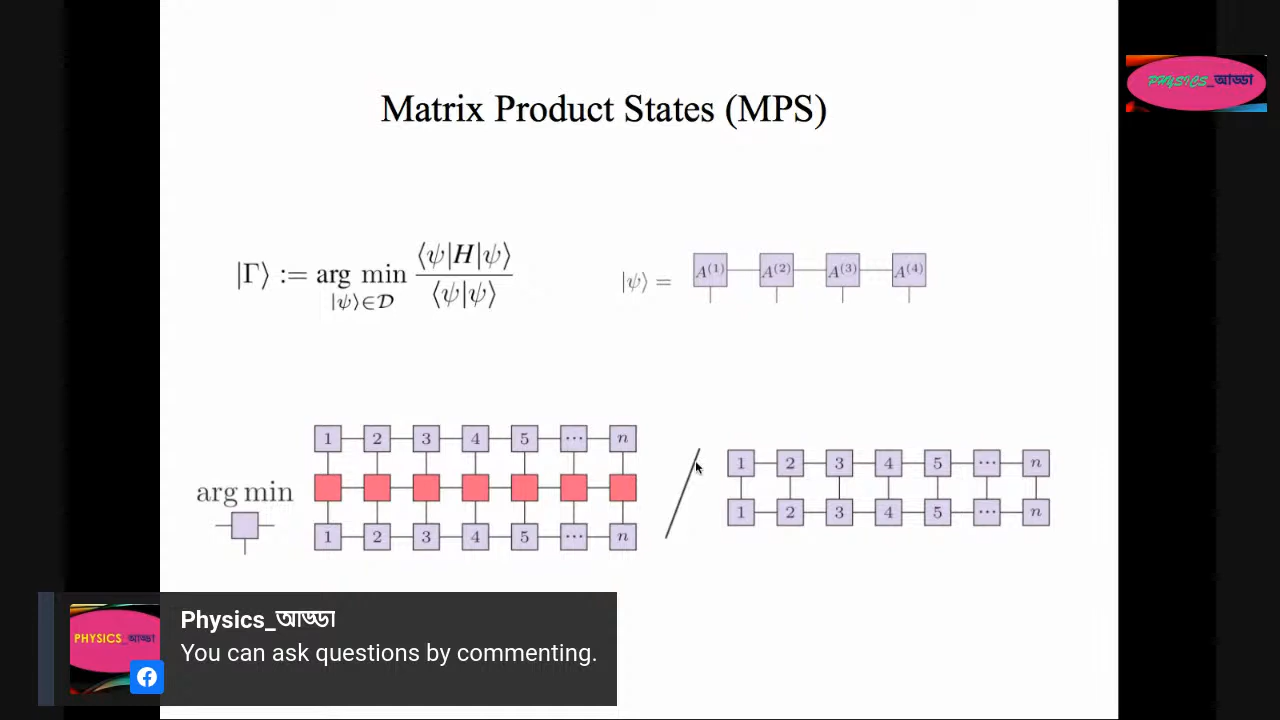 PHYSICS_আড্ডা
Matrix Product States (MPS)
|Γ⟩ := arg min |ψ⟩∈𝒟 ⟨ψ|H|ψ⟩ / ⟨ψ|ψ⟩
|ψ⟩ = A⁽¹⁾ A⁽²⁾ A⁽³⁾ A⁽⁴⁾
1 2 3 4 5 ⋯ n
arg min
1 2 3 4 5 ⋯ n
1 2 3 4 5 ⋯ n
1 2 3 4 5 ⋯ n
PHYSICS_আড্ডা
Physics_আড্ডা
You can ask questions by commenting.